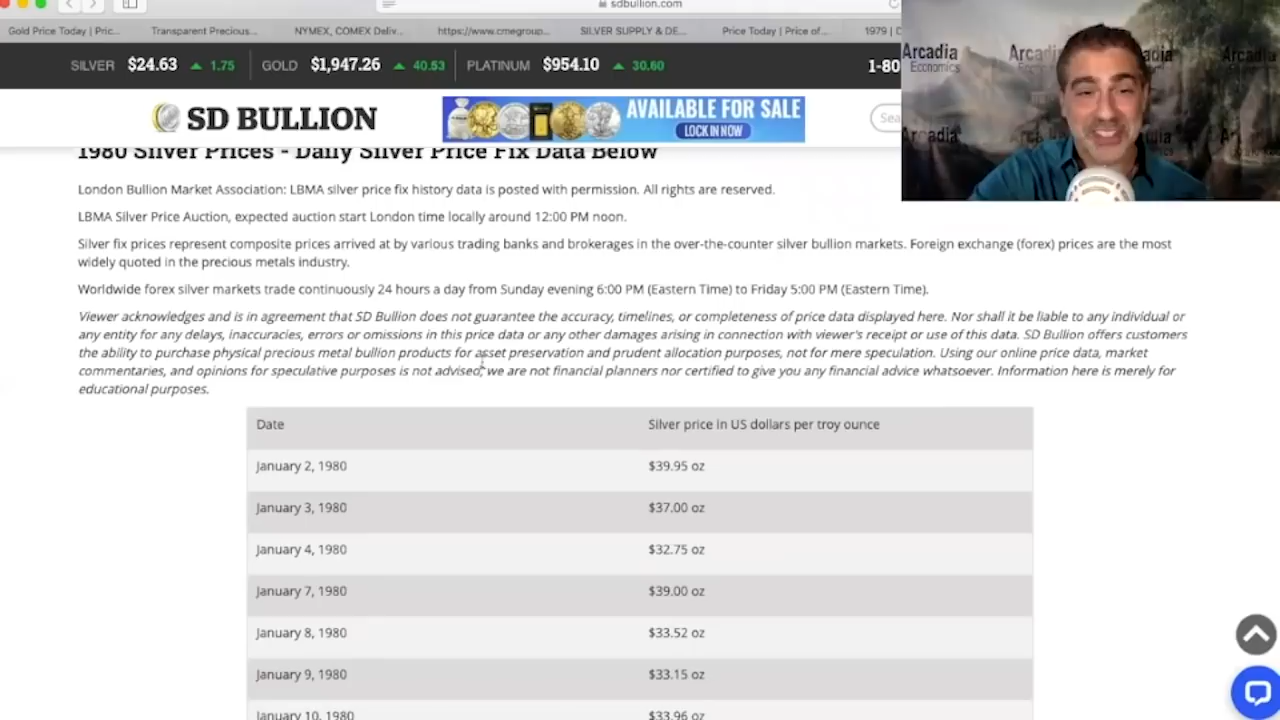 sdbullion.com
Gold Price Today | Pric... Transparent Precious... NYMEX, COMEX Deliv... https://www.cmegroup... SILVER SUPPLY & DE... Price Today | Price of... 1979 |
SILVER $24.63 1.75 GOLD $1,947.26 40.53 PLATINUM $954.10 30.60 1-80
SD BULLION
AVAILABLE FOR SALE
LOCK IN NOW
Sea
Arcadia
Economics
1980 Silver Prices - Daily Silver Price Fix Data Below
London Bullion Market Association: LBMA silver price fix history data is posted with permission. All rights are reserved.
LBMA Silver Price Auction, expected auction start London time locally around 12:00 PM noon.
Silver fix prices represent composite prices arrived at by various trading banks and brokerages in the over-the-counter silver bullion markets. Foreign exchange (forex) prices are the most
widely quoted in the precious metals industry.
Worldwide forex silver markets trade continuously 24 hours a day from Sunday evening 6:00 PM (Eastern Time) to Friday 5:00 PM (Eastern Time).
Viewer acknowledges and is in agreement that SD Bullion does not guarantee the accuracy, timelines, or completeness of price data displayed here. Nor shall it be liable to any individual or
any entity for any delays, inaccuracies, errors or omissions in this price data or any other damages arising in connection with viewer's receipt or use of this data. SD Bullion offers customers
the ability to purchase physical precious metal bullion products for asset preservation and prudent allocation purposes, not for mere speculation. Using our online price data, market
commentaries, and opinions for speculative purposes is not advised, we are not financial planners nor certified to give you any financial advice whatsoever. Information here is merely for
educational purposes.
Date Silver price in US dollars per troy ounce
January 2, 1980 $39.95 oz
January 3, 1980 $37.00 oz
January 4, 1980 $32.75 oz
January 7, 1980 $39.00 oz
January 8, 1980 $33.52 oz
January 9, 1980 $33.15 oz
January 10, 1980 $33.96 oz